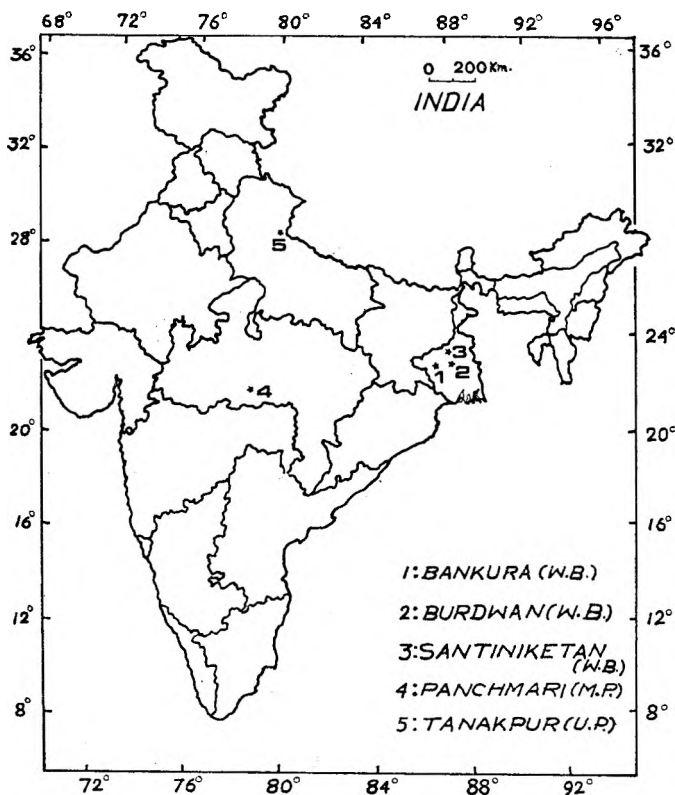 68° 72° 76° 80° 84° 88° 92° 96°
36° 36°
0 200 Km.
INDIA
32° 32°
28° 28°
5
24° 24°
3
1 2
4
20° 20°
16° 16°
1:BANKURA (W.B.)
12° 2:BURDWAN (W.B.) 12°
3:SANTINIKETAN
(W.B.)
4:PANCHMARI (M.P.)
8° 8°
5:TANAKPUR (U.P.)
72° 76° 80° 84° 88° 92°